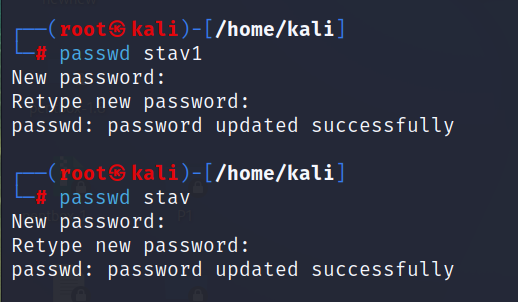 ┌──(root㉿kali)-[/home/kali]
└─# passwd stav1
New password:
Retype new password:
passwd: password updated successfully
┌──(root㉿kali)-[/home/kali]
└─# passwd stav
New password:
Retype new password:
passwd: password updated successfully